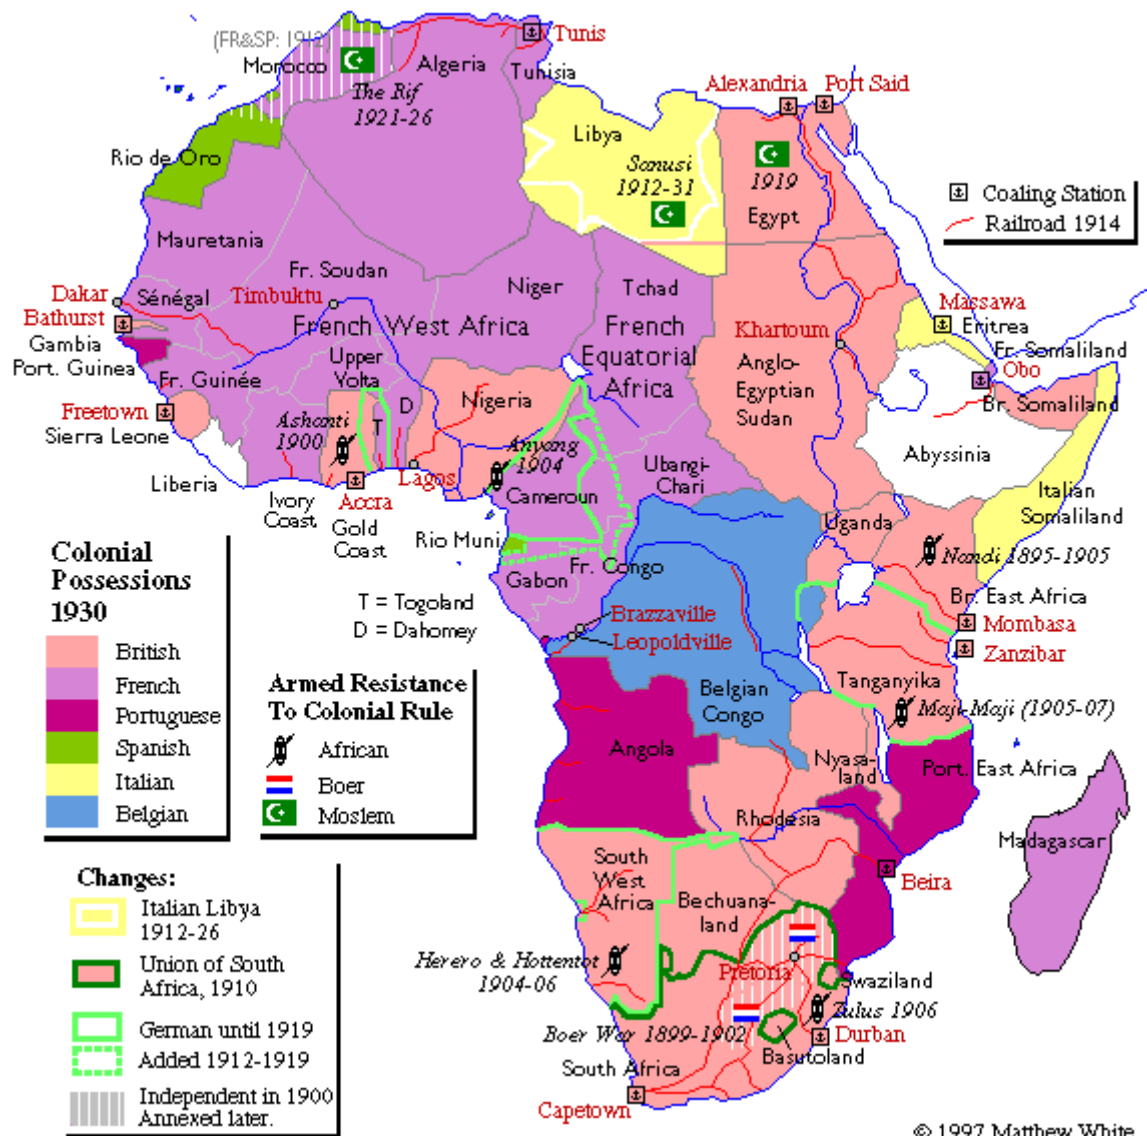 (FR&SP: 1912)
Morocco
The Rif
1921-26
Algeria
Tunis
Tunisia
Alexandria
Port Said
Libya
Sanusi
1912-31
1919
Egypt
Coaling Station
Railroad 1914
Rio de Oro
Mauretania
Fr. Soudan
Niger
Tchad
Dakar
Sénégal
Timbuktu
Bathurst
Gambia
Port. Guinea
French West Africa
French
Equatorial
Africa
Khartoum
Anglo-
Egyptian
Sudan
Massawa
Eritrea
Fr. Somaliland
Obo
Br. Somaliland
Fr. Guinée
Upper
Volta
D
T
Nigeria
Freetown
Sierra Leone
Ashanti
1900
Anyang
1904
Abyssinia
Liberia
Ivory
Coast
Accra
Gold
Coast
Lagos
Cameroun
Ubangi-
Chari
Italian
Somaliland
Uganda
Nandi 1895-1905
Rio Muni
Gabon
Fr. Congo
Br. East Africa
Mombasa
Zanzibar
T = Togoland
D = Dahomey
Brazzaville
Leopoldville
Belgian
Congo
Tanganyika
Maji-Maji (1905-07)
Colonial
Possessions
1930
British
French
Portuguese
Spanish
Italian
Belgian
Armed Resistance
To Colonial Rule
African
Boer
Moslem
Angola
Nyasa-
land
Port. East Africa
Rhodesia
Madagascar
South
West
Africa
Bechuana-
land
Beira
Herero & Hottentot
1904-06
Pretoria
Swaziland
Zulus 1906
Boer War 1899-1902
Durban
Basutoland
South Africa
Capetown
Changes:
Italian Libya
1912-26
Union of South
Africa, 1910
German until 1919
Added 1912-1919
Independent in 1900
Annexed later.
© 1997 Matthew White